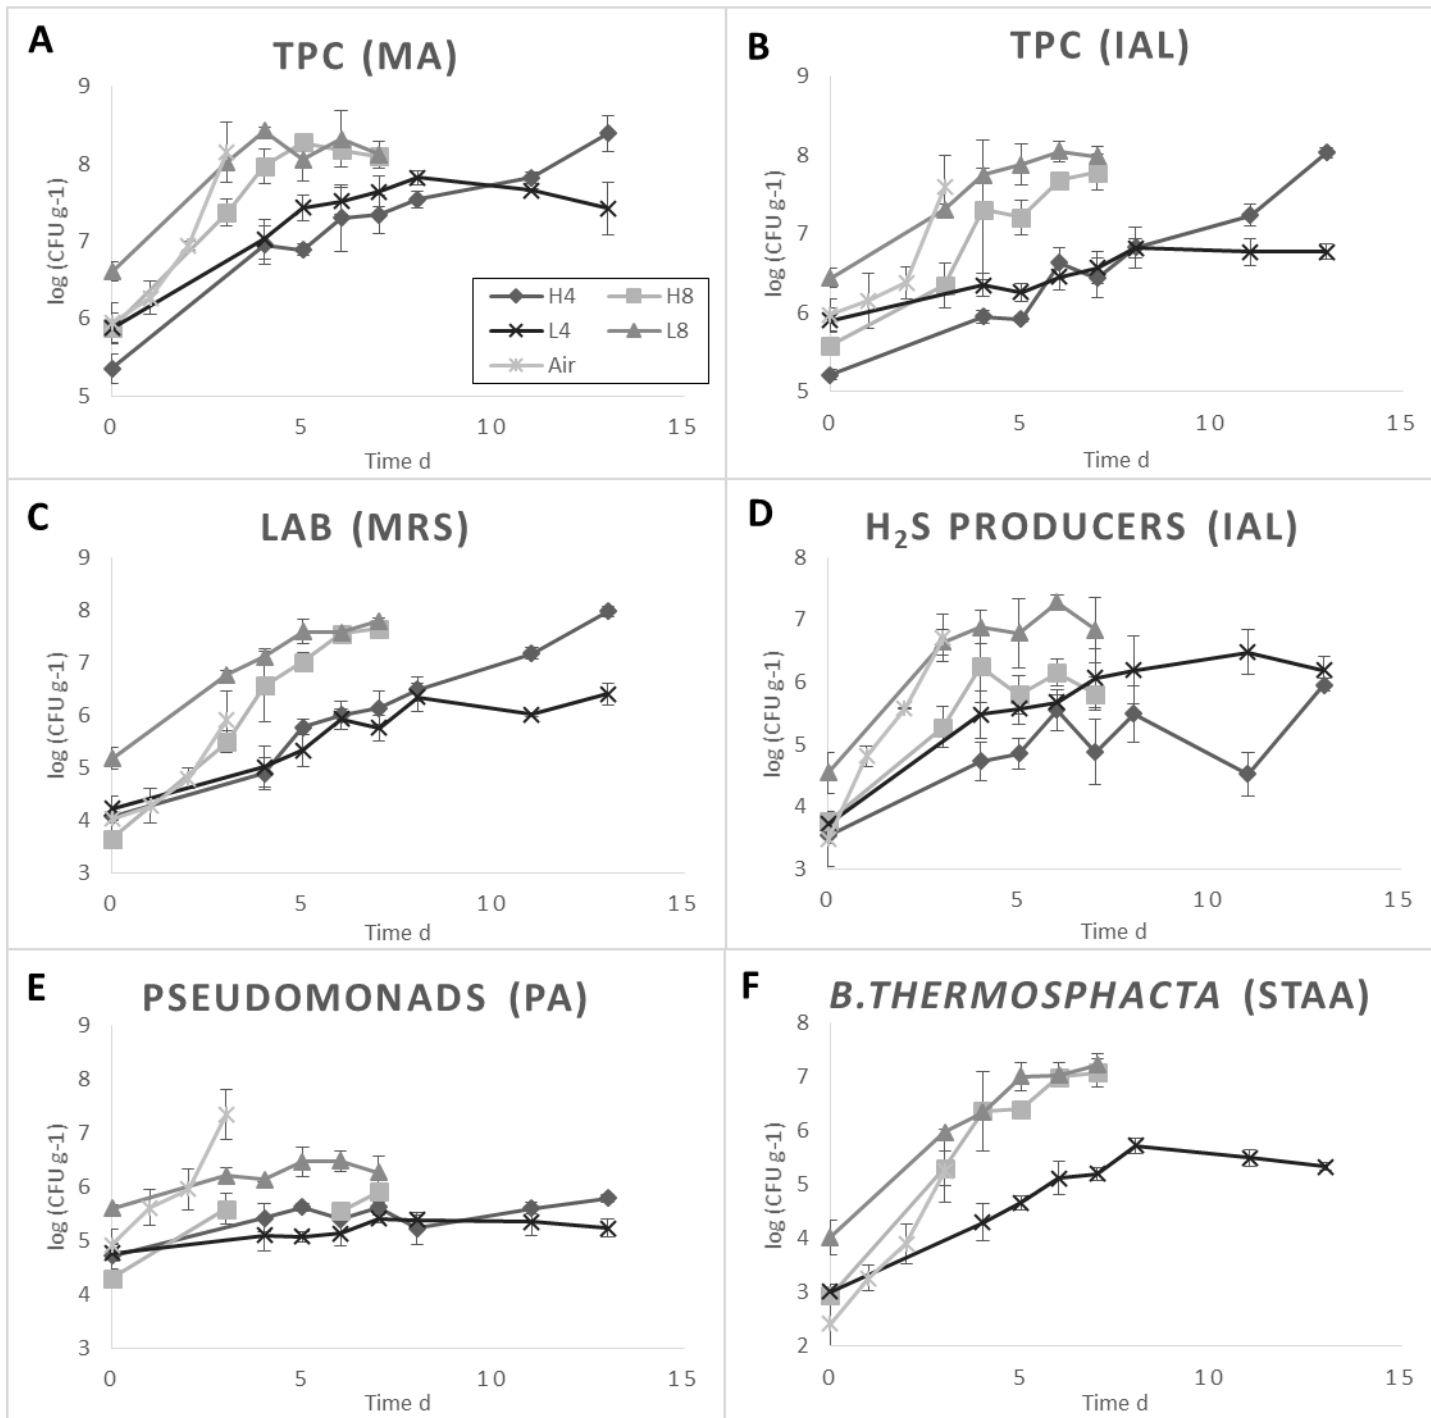 A
TPC (MA)
9
8
7
6
5
log (CFU g-1)
0 5 10 15
Time d
H4 H8
L4 L8
Air
B
TPC (IAL)
9
8
7
6
5
log (CFU g-1)
0 5 10 15
Time d
C
LAB (MRS)
9
8
7
6
5
4
3
log (CFU g-1)
0 5 10 15
Time d
D
H₂S PRODUCERS (IAL)
8
7
6
5
4
3
log (CFU g-1)
0 5 10 15
Time d
E
PSEUDOMONADS (PA)
9
8
7
6
5
4
3
log (CFU g-1)
0 5 10 15
Time d
F
B.THERMOSPHACTA (STAA)
8
7
6
5
4
3
2
log (CFU g-1)
0 5 10 15
Time d